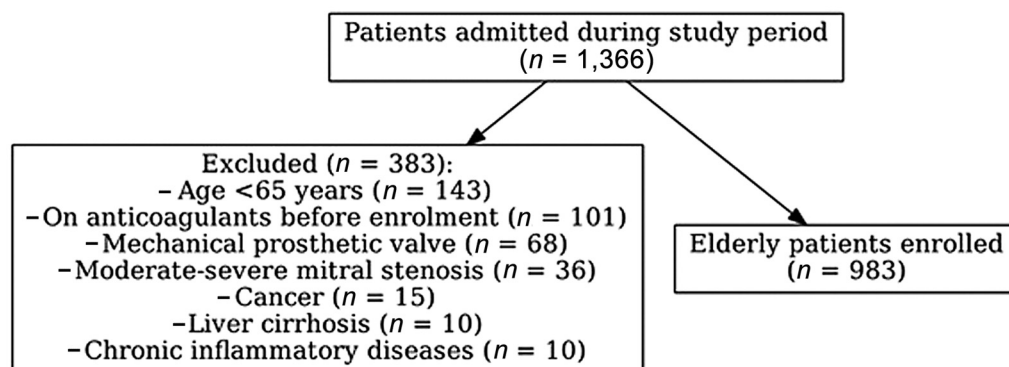 Patients admitted during study period
(n = 1,366)
Excluded (n = 383):
–Age <65 years (n = 143)
–On anticoagulants before enrolment (n = 101)
–Mechanical prosthetic valve (n = 68)
–Moderate-severe mitral stenosis (n = 36)
–Cancer (n = 15)
–Liver cirrhosis (n = 10)
–Chronic inflammatory diseases (n = 10)
Elderly patients enrolled
(n = 983)